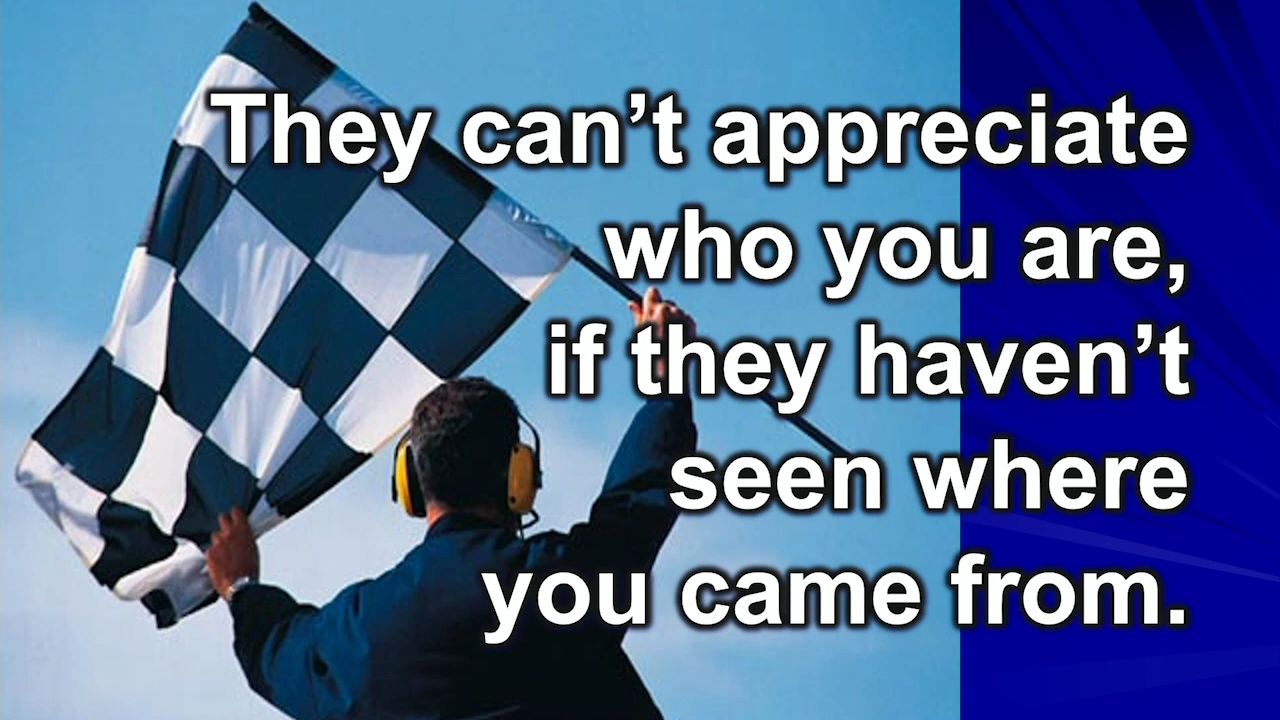 They can’t appreciate
who you are,
if they haven’t
seen where
you came from.